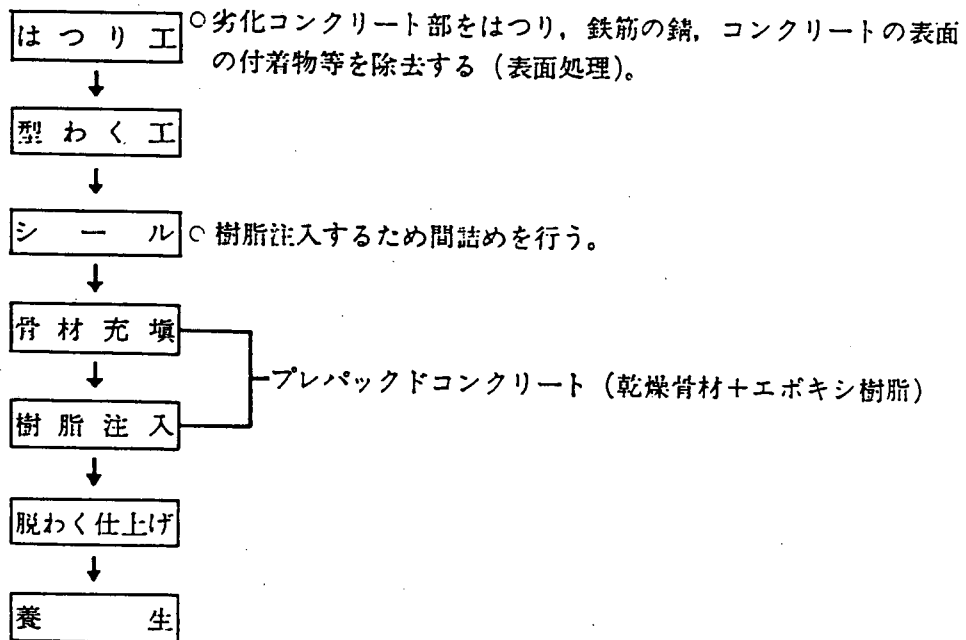 はつり工
○劣化コンクリート部をはつり，鉄筋の錆，コンクリートの表面
の付着物等を除去する（表面処理）。
↓
型わく工
↓
シール
○樹脂注入するため間詰めを行う。
↓
骨材充塡
↓
プレパックドコンクリート（乾燥骨材＋エポキシ樹脂）
樹脂注入
↓
脱わく仕上げ
↓
養生